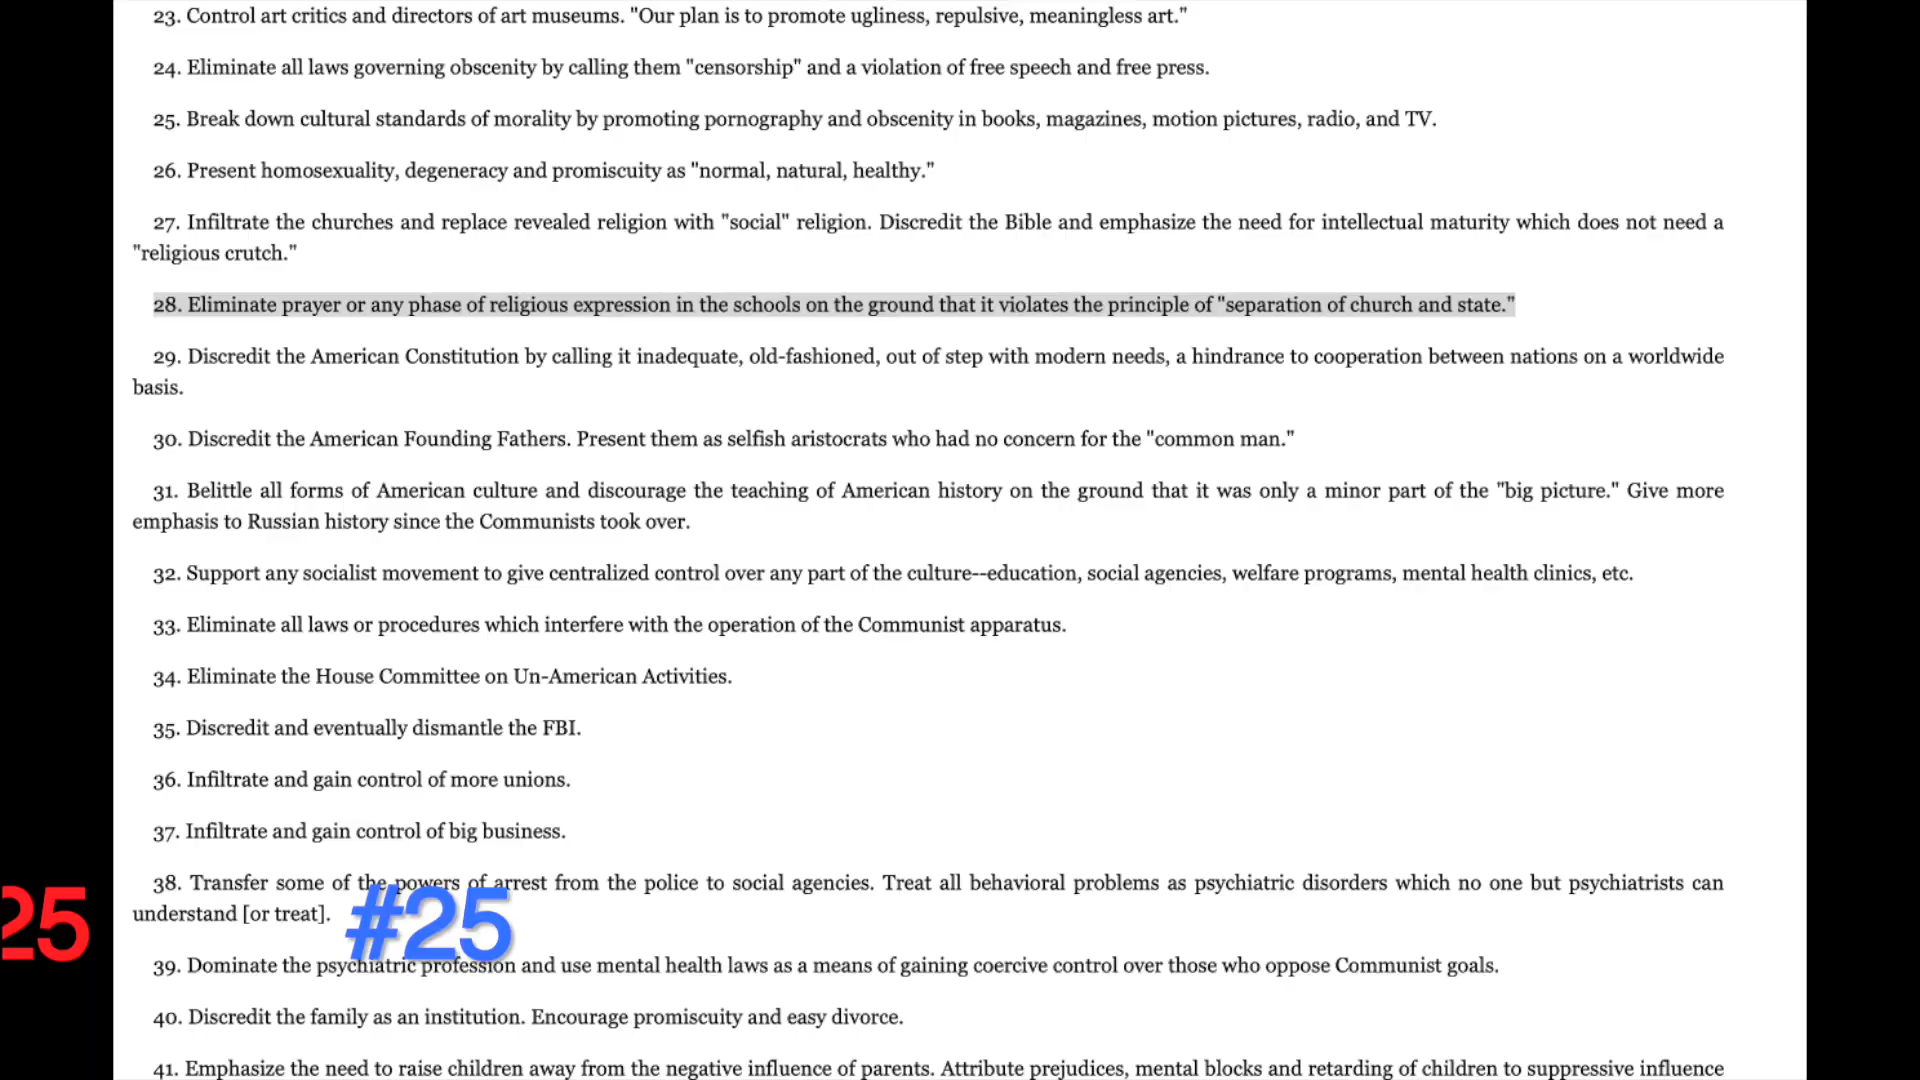 23. Control art critics and directors of art museums. "Our plan is to promote ugliness, repulsive, meaningless art."
24. Eliminate all laws governing obscenity by calling them "censorship" and a violation of free speech and free press.
25. Break down cultural standards of morality by promoting pornography and obscenity in books, magazines, motion pictures, radio, and TV.
26. Present homosexuality, degeneracy and promiscuity as "normal, natural, healthy."
27. Infiltrate the churches and replace revealed religion with "social" religion. Discredit the Bible and emphasize the need for intellectual maturity which does not need a
"religious crutch."
28. Eliminate prayer or any phase of religious expression in the schools on the ground that it violates the principle of "separation of church and state."
29. Discredit the American Constitution by calling it inadequate, old-fashioned, out of step with modern needs, a hindrance to cooperation between nations on a worldwide
basis.
30. Discredit the American Founding Fathers. Present them as selfish aristocrats who had no concern for the "common man."
31. Belittle all forms of American culture and discourage the teaching of American history on the ground that it was only a minor part of the "big picture." Give more
emphasis to Russian history since the Communists took over.
32. Support any socialist movement to give centralized control over any part of the culture--education, social agencies, welfare programs, mental health clinics, etc.
33. Eliminate all laws or procedures which interfere with the operation of the Communist apparatus.
34. Eliminate the House Committee on Un-American Activities.
35. Discredit and eventually dismantle the FBI.
36. Infiltrate and gain control of more unions.
37. Infiltrate and gain control of big business.
38. Transfer some of the powers of arrest from the police to social agencies. Treat all behavioral problems as psychiatric disorders which no one but psychiatrists can
understand [or treat].
25 #25
39. Dominate the psychiatric profession and use mental health laws as a means of gaining coercive control over those who oppose Communist goals.
40. Discredit the family as an institution. Encourage promiscuity and easy divorce.
41. Emphasize the need to raise children away from the negative influence of parents. Attribute prejudices, mental blocks and retarding of children to suppressive influence